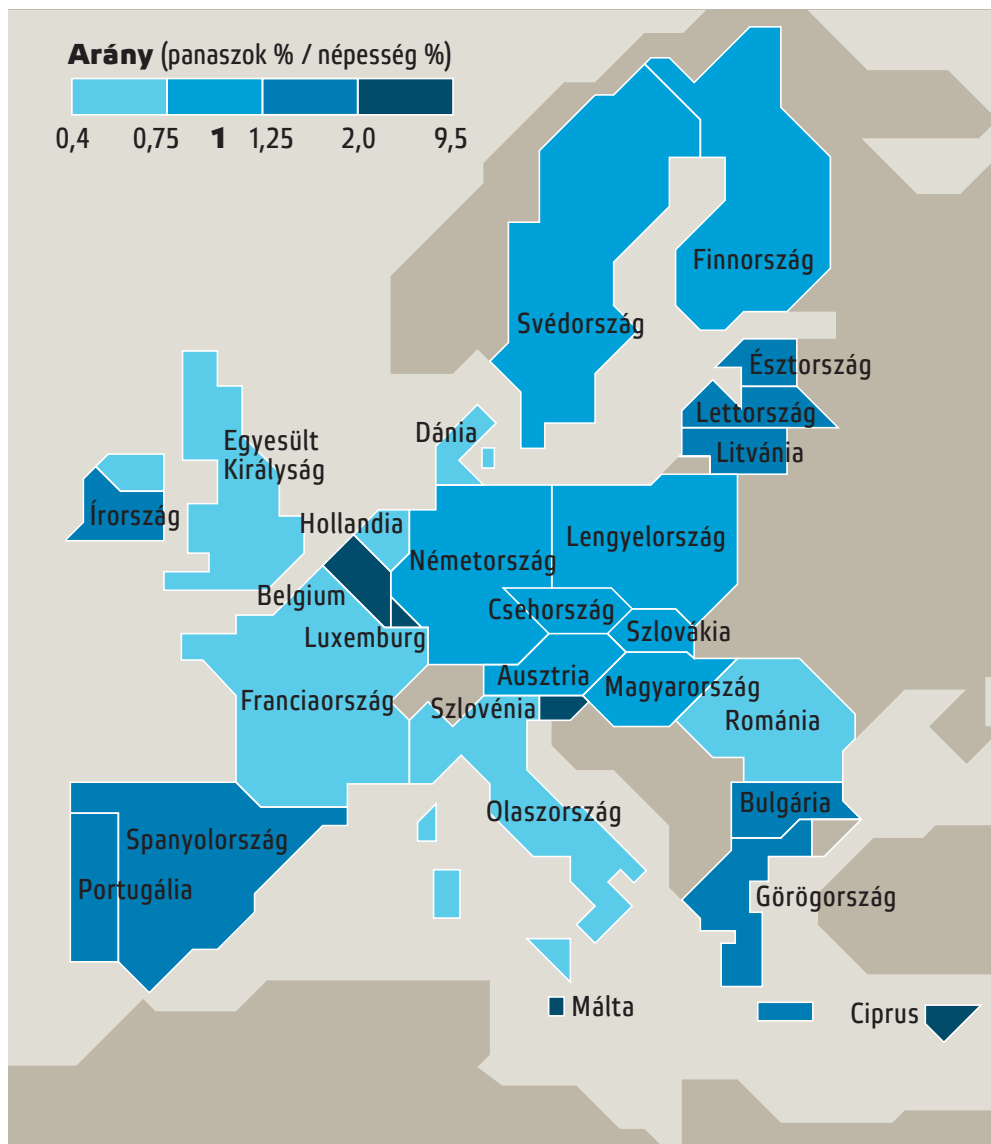 Arány (panaszok % / népesség %)
0,4 0,75 1 1,25 2,0 9,5
Finnország
Svédország
Észtország
Lettország
Litvánia
Dánia
Egyesült
Királyság
Írország
Hollandia
Németország
Lengyelország
Belgium
Csehország
Luxemburg
Szlovákia
Ausztria
Magyarország
Franciaország
Szlovénia
Románia
Olaszország
Bulgária
Spanyolország
Portugália
Görögország
Málta
Ciprus